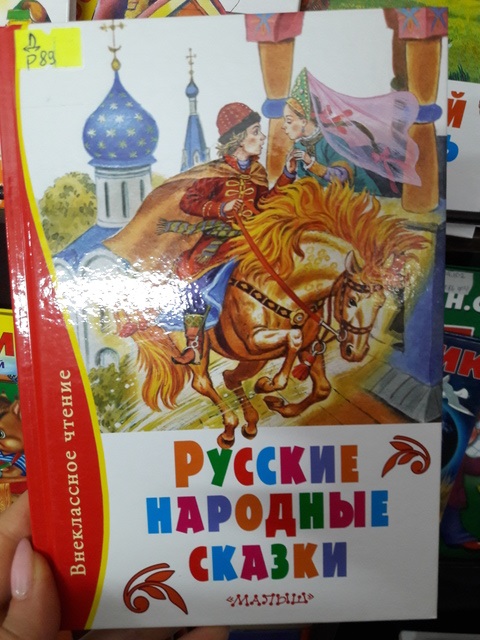 Д
Р89
Внеклассное чтение
Русские
народные
сказки
«МАЛЫШ»
Й
Ь